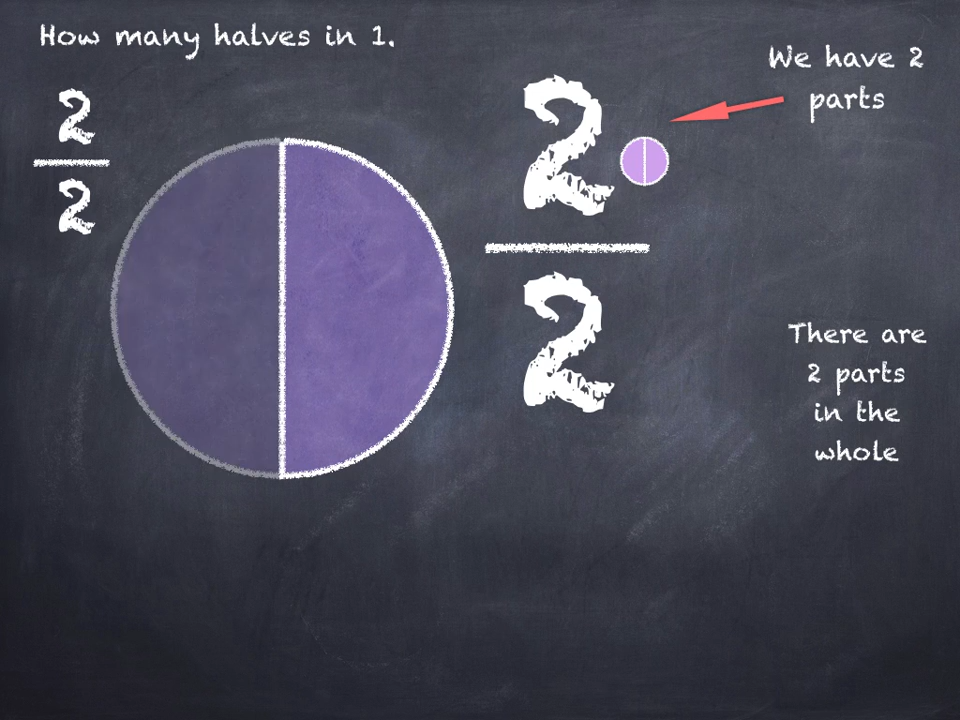 How many halves in 1.
2
2
2
2
We have 2
parts
There are
2 parts
in the
whole